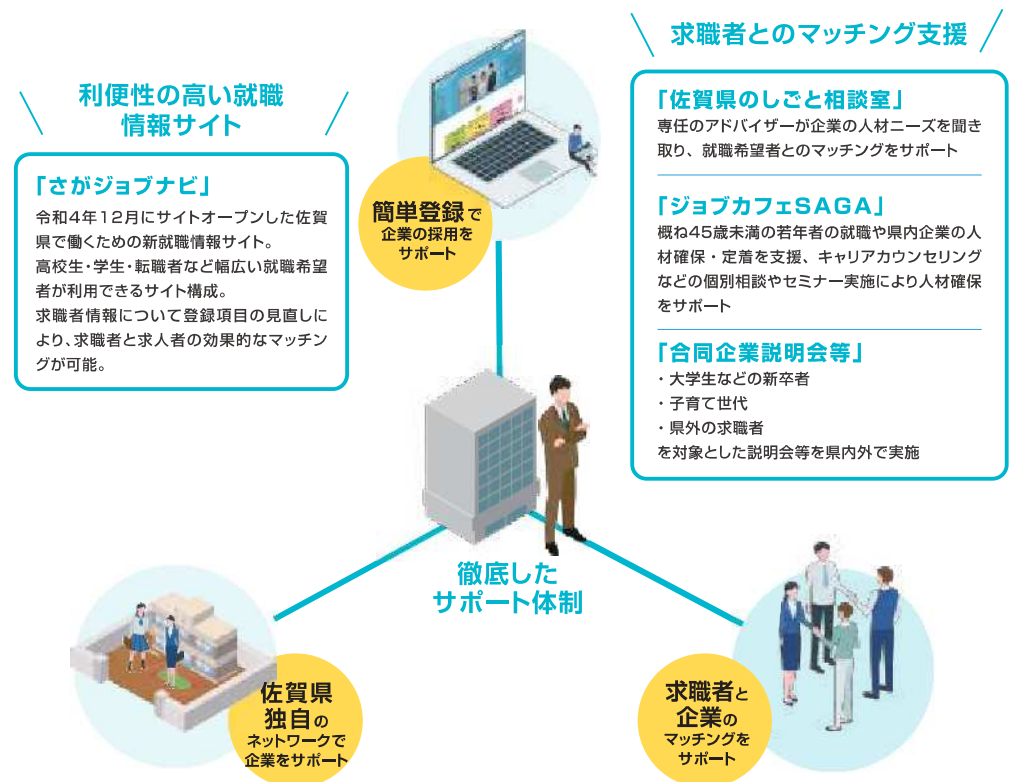 利便性の高い就職
情報サイト
「さがジョブナビ」
令和4年12月にサイトオープンした佐賀
県で働くための新就職情報サイト。
高校生・学生・転職者など幅広い就職希望
者が利用できるサイト構成。
求職者情報について登録項目の見直しに
より、求職者と求人者の効果的なマッチン
グが可能。
簡単登録で
企業の採用を
サポート
求職者とのマッチング支援
「佐賀県のしごと相談室」
専任のアドバイザーが企業の人材ニーズを聞き
取り、就職希望者とのマッチングをサポート
「ジョブカフェSAGA」
概ね45歳未満の若年者の就職や県内企業の人
材確保・定着を支援、キャリアカウンセリング
などの個別相談やセミナー実施により人材確保
をサポート
「合同企業説明会等」
・大学生などの新卒者
・子育て世代
・県外の求職者
を対象とした説明会等を県内外で実施
徹底した
サポート体制
佐賀県
独自の
ネットワークで
企業をサポート
求職者と
企業の
マッチングを
サポート